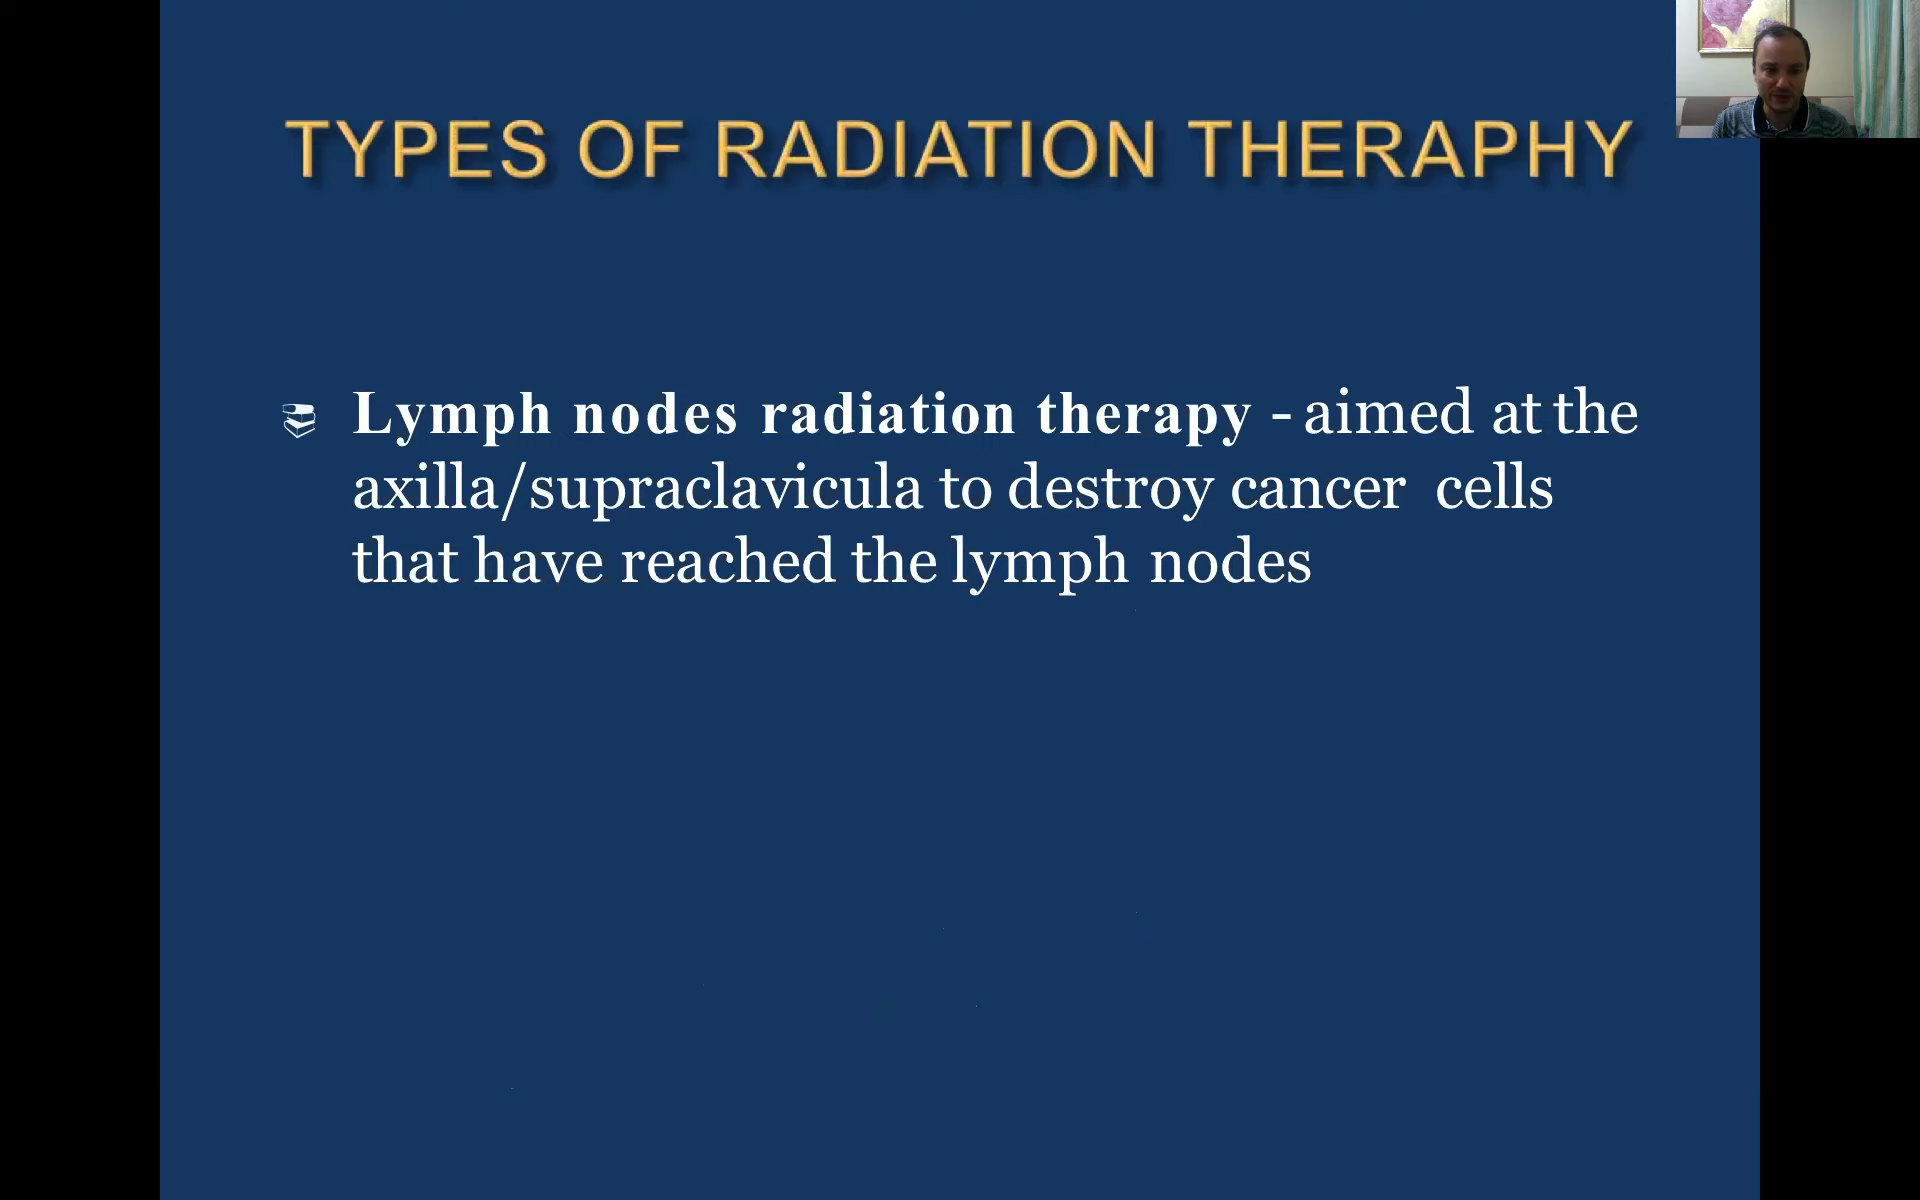 TYPES OF RADIATION THERAPHY
Lymph nodes radiation therapy - aimed at the
axilla/supraclavicula to destroy cancer cells
that have reached the lymph nodes